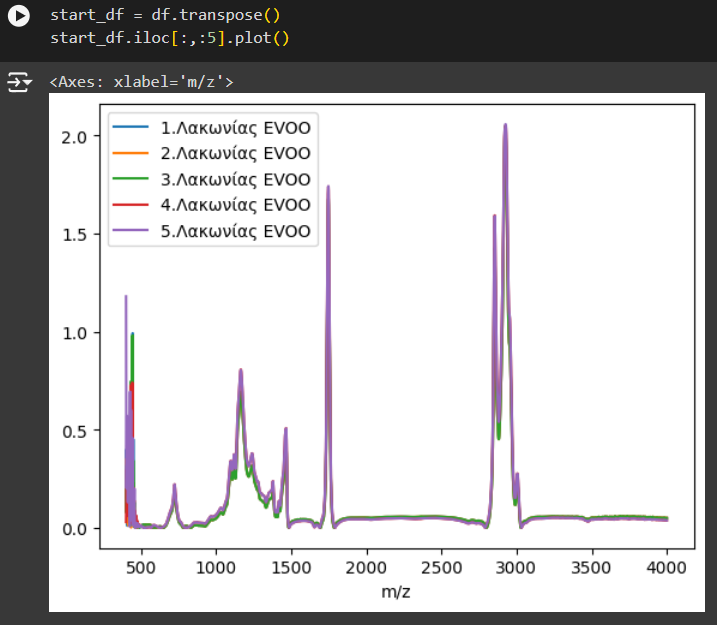 start_df = df.transpose()
start_df.iloc[:,:5].plot()
<Axes: xlabel='m/z'>
1.Λακωνίας EVOO
2.Λακωνίας EVOO
3.Λακωνίας EVOO
4.Λακωνίας EVOO
5.Λακωνίας EVOO
2.0
1.5
1.0
0.5
0.0
500 1000 1500 2000 2500 3000 3500 4000
m/z